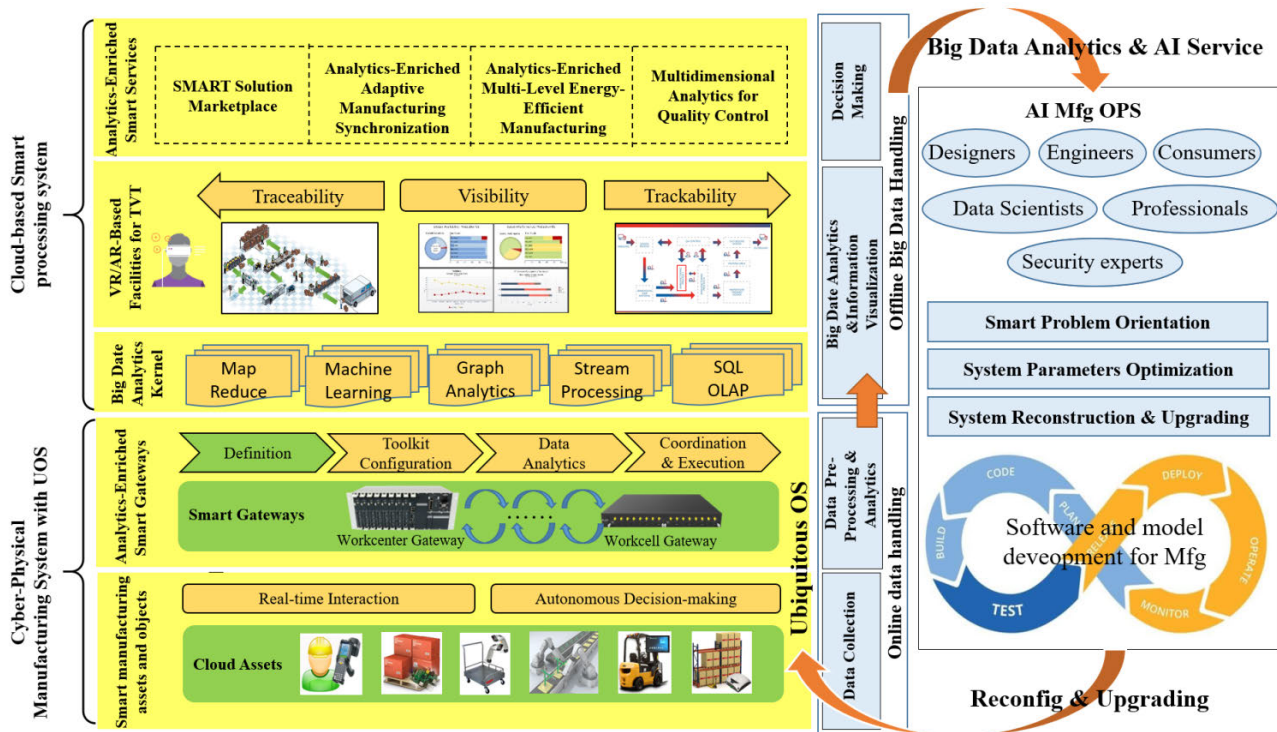 Cloud-based Smart
processing system
Cyber-Physical
Manufacturing System with UOS
Analytics-Enriched
Smart Services
SMART Solution
Marketplace
Analytics-Enriched
Adaptive
Manufacturing
Synchronization
Analytics-Enriched
Multi-Level Energy-
Efficient
Manufacturing
Multidimensional
Analytics for
Quality Control
VR/AR-Based
Facilities for TVT
Traceability
Visibility
Trackability
Big Date
Analytics
Kernel
Map
Reduce
Machine
Learning
Graph
Analytics
Stream
Processing
SQL
OLAP
Analytics-Enriched
Smart Gateways
Definition
Toolkit
Configuration
Data
Analytics
Coordination
& Execution
Smart Gateways
Workcenter Gateway
......
Workcell Gateway
Smart manufacturing
assets and objects
Real-time Interaction
Autonomous Decision-making
Cloud Assets
Ubiquitous OS
Decision
Making
Big Date Analytics
&Information
Visualization
Offline Big Data Handling
Data Pre-
Processing &
Analytics
Data Collection
Online data handling
Big Data Analytics & AI Service
AI Mfg OPS
Designers
Engineers
Consumers
Data Scientists
Professionals
Security experts
Smart Problem Orientation
System Parameters Optimization
System Reconstruction & Upgrading
CODE
BUILD
TEST
PLAN
RELEASE
DEPLOY
OPERATE
MONITOR
Software and model
deveopment for Mfg
Reconfig & Upgrading